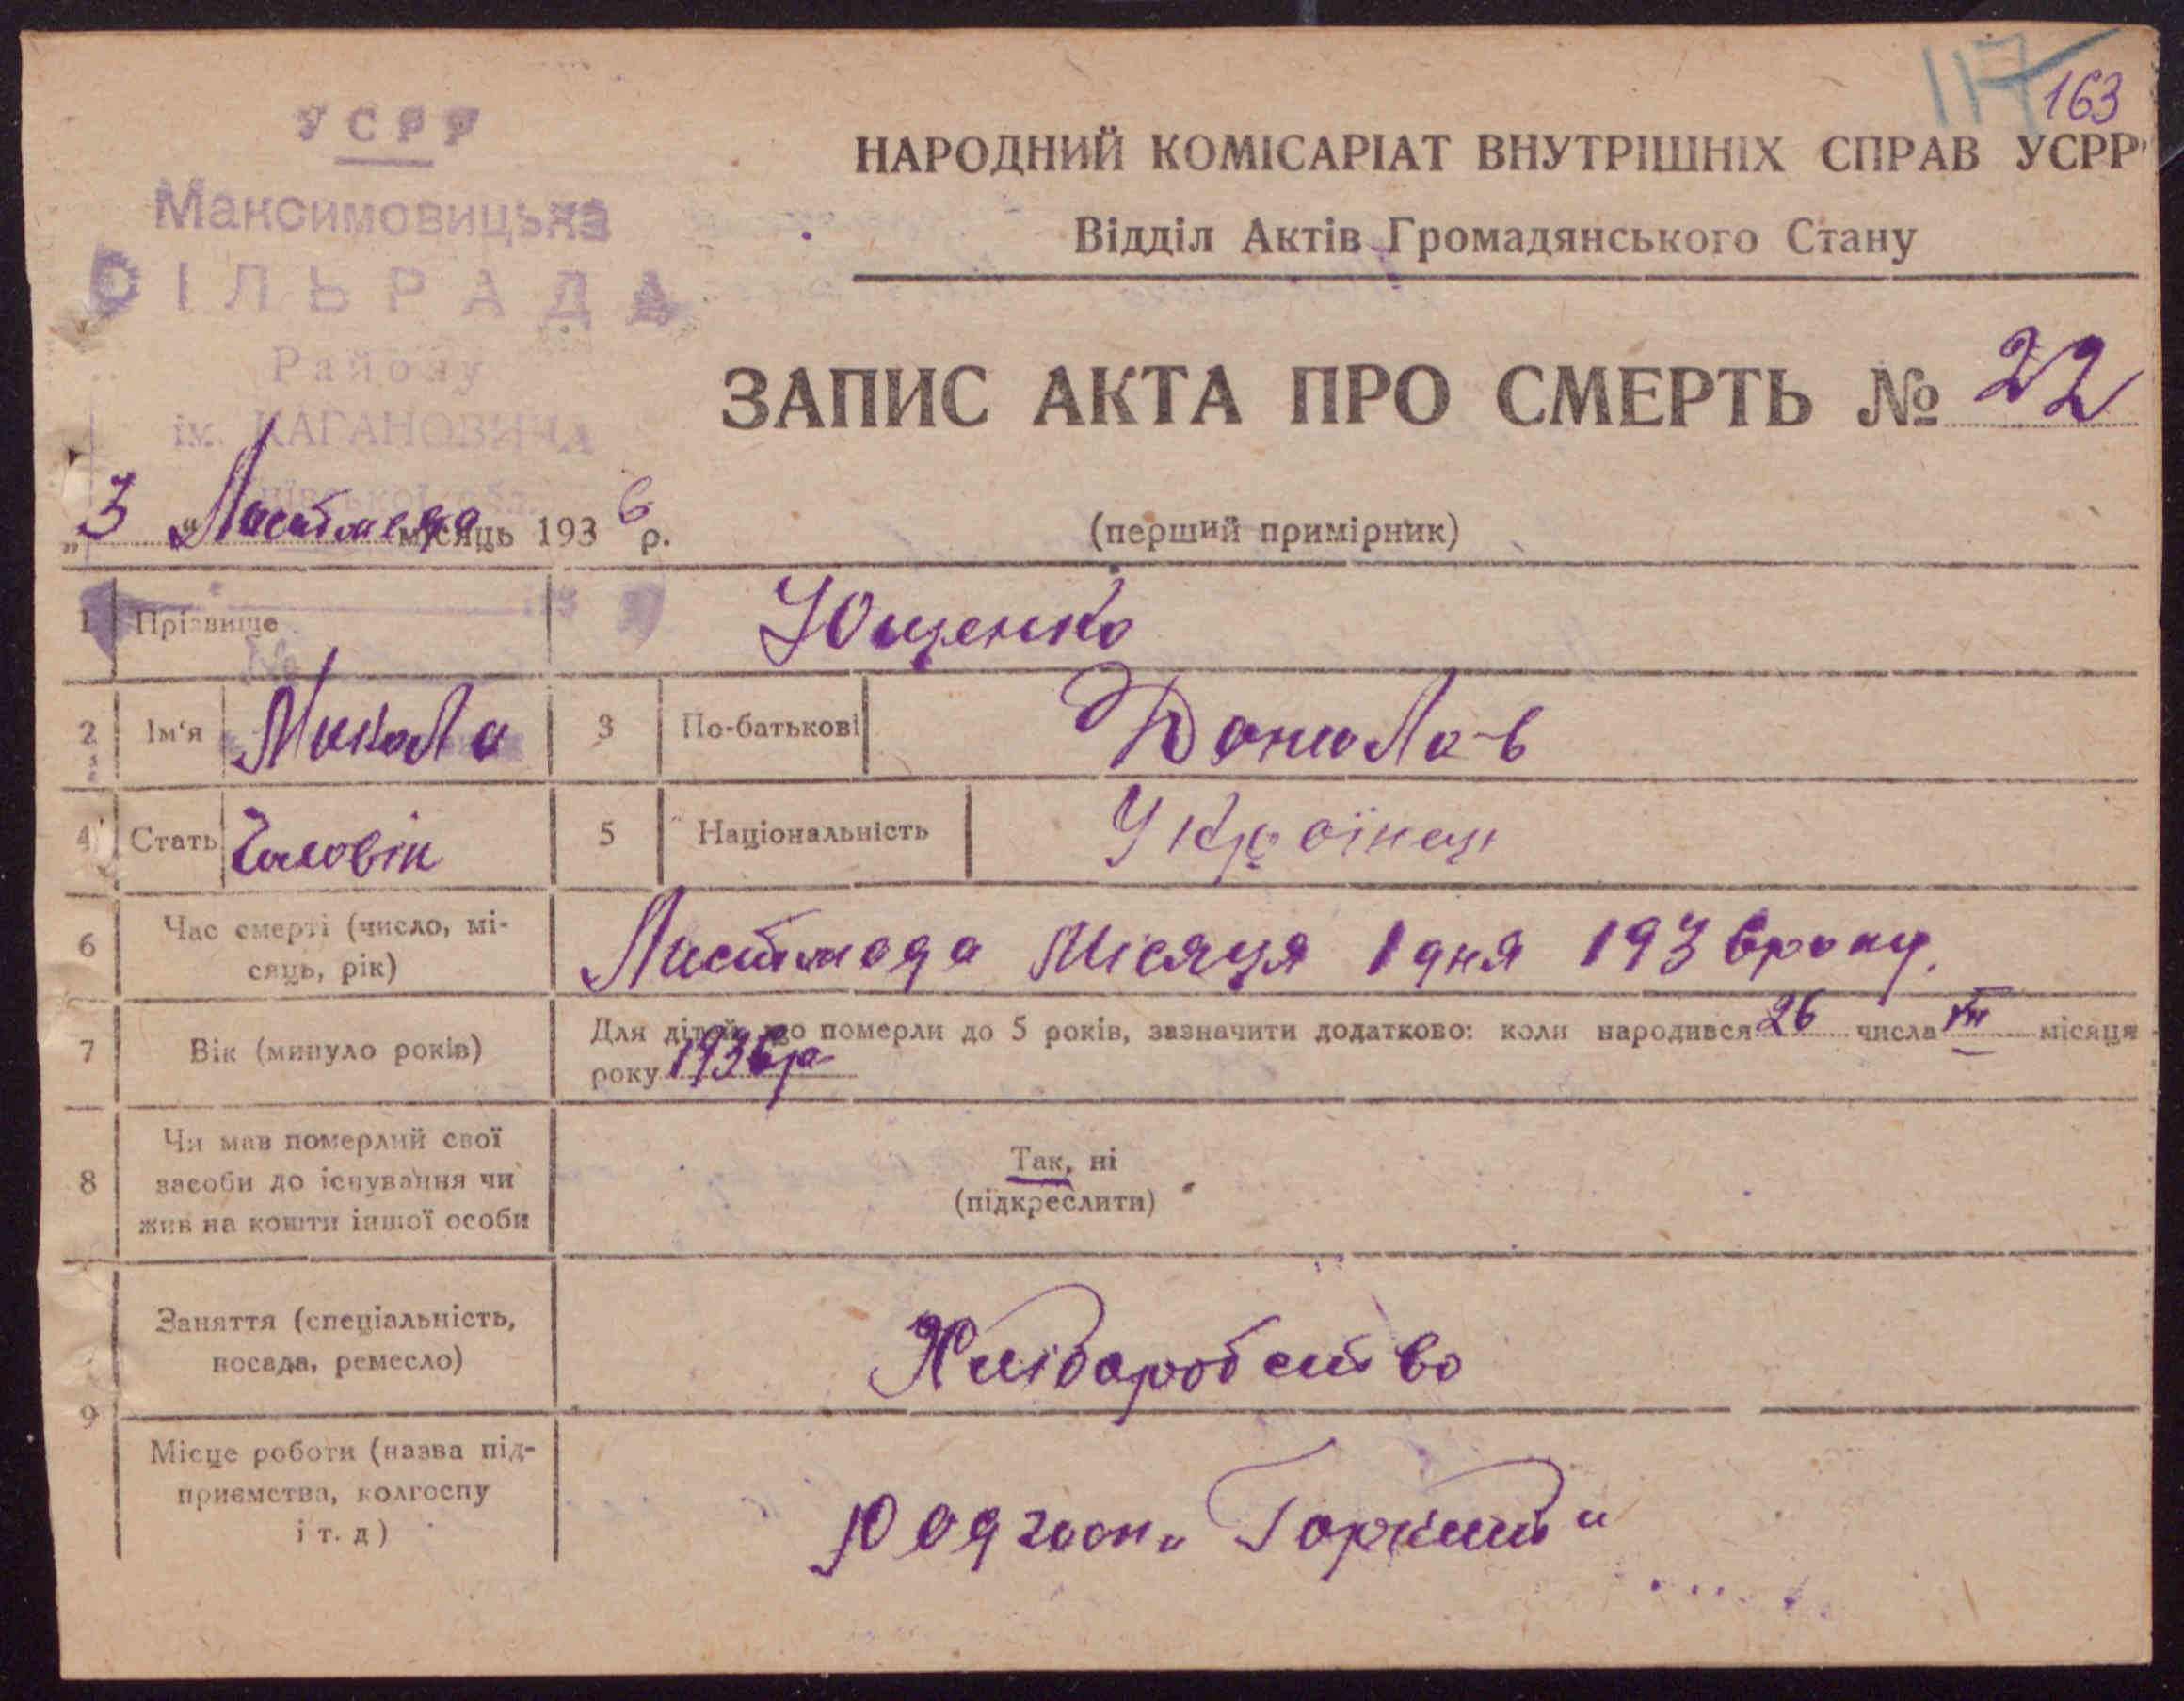 117 163
УСРР
Максимовицька
СІЛЬРАДА
Району
ім. КАГАНОВИЧА
НАРОДНИЙ КОМІСАРІАТ ВНУТРІШНІХ СПРАВ УСРР
Відділ Актів Громадянського Стану
ЗАПИС АКТА ПРО СМЕРТЬ № 22
(перший примірник)
„3" Листопада місяць 1936 р.
1 Прізвище Ющенко
2 Ім'я Микола 3 По-батькові Данилов
4 Стать Чоловік 5 Національність Українець
6 Час смерті (число, мі-
сяць, рік)
Листопада місяця 1 дня 1936 року.
7 Вік (минуло років)
Для дітей, що померли до 5 років, зазначити додатково: коли народився 26 числа місяця
року 1936р
8 Чи мав померлий свої
засоби до існування чи
жив на кошти іншої особи
Так, ні
(підкреслити)
9 Заняття (спеціальність,
посада, ремесло)
Хліборобство
Місце роботи (назва під-
приємства, колгоспу
і т. д)